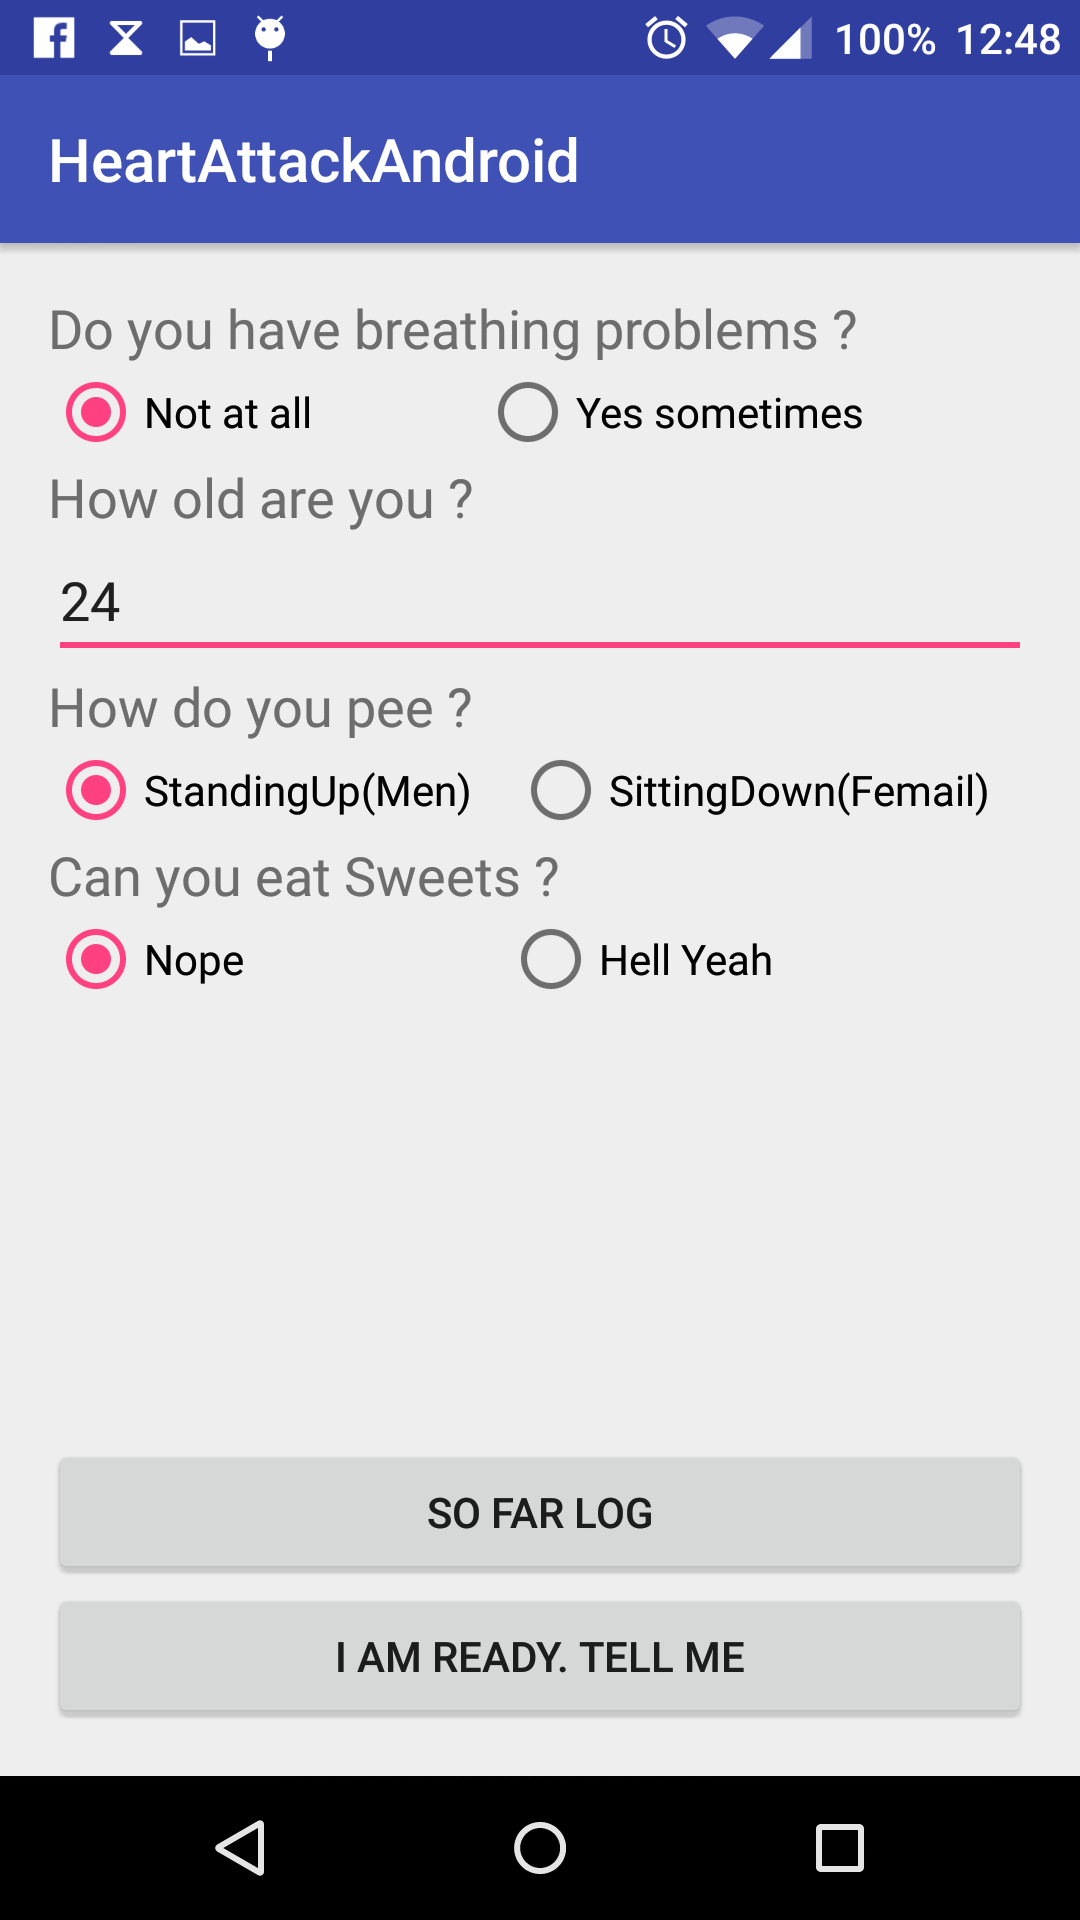 100% 12:48
HeartAttackAndroid
Do you have breathing problems ?
Not at all Yes sometimes
How old are you ?
24
How do you pee ?
StandingUp(Men) SittingDown(Femail)
Can you eat Sweets ?
Nope Hell Yeah
SO FAR LOG
I AM READY. TELL ME